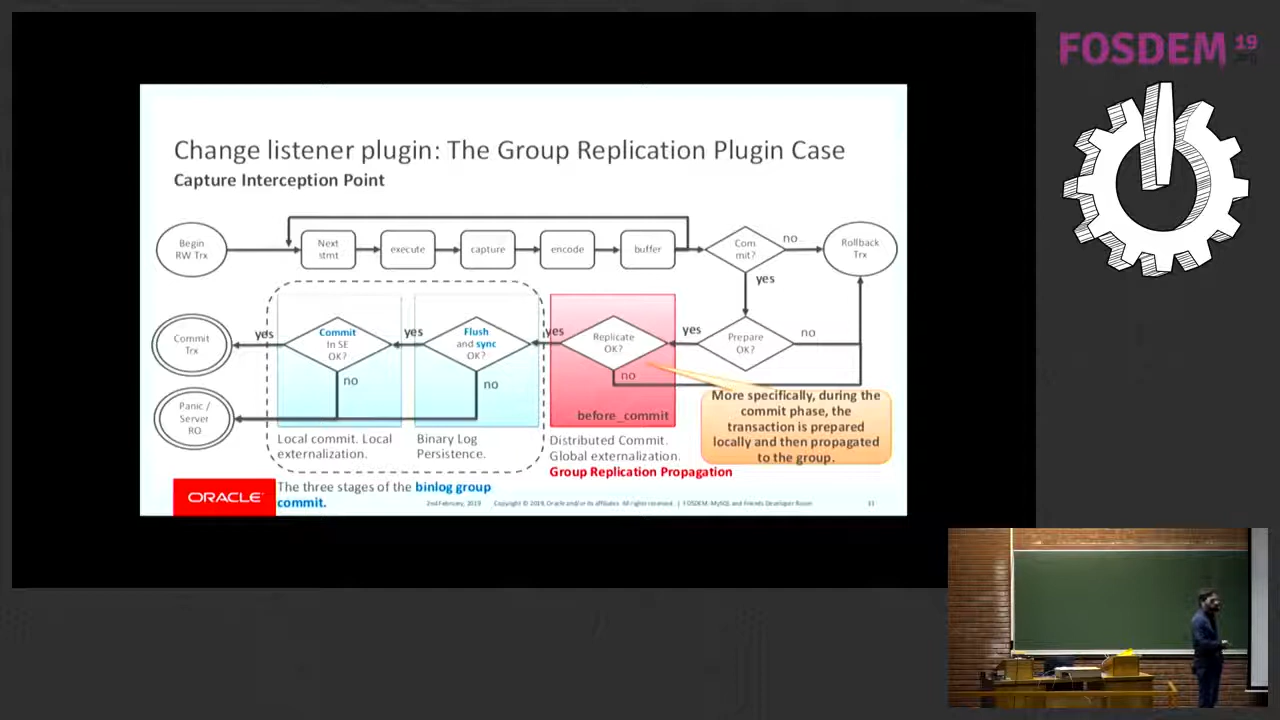 FOSDEM 19
.org
Change listener plugin: The Group Replication Plugin Case
Capture Interception Point
Begin
RW Trx
Next
stmt
execute
capture
encode
buffer
Com
mit?
no
Rollback
Trx
yes
Commit
Trx
yes
Commit
In SE
OK?
yes
Flush
and sync
OK?
yes
Replicate
OK?
yes
Prepare
OK?
no
no
no
no
Panic /
Server
RO
before_commit
More specifically, during the
commit phase, the
transaction is prepared
locally and then propagated
to the group.
Local commit. Local
externalization.
Binary Log
Persistence.
Distributed Commit.
Global externalization.
Group Replication Propagation
ORACLE
The three stages of the binlog group
commit.
2nd February, 2019
Copyright © 2019, Oracle and/or its affiliates. All rights reserved. | FOSDEM: MySQL and Friends Developer Room